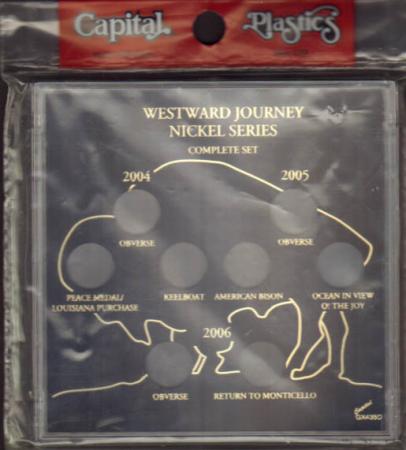 Capital Plastics
WESTWARD JOURNEY
NICKEL SERIES
COMPLETE SET
2004
2005
OBVERSE
OBVERSE
PEACE MEDAL/
LOUISIANA PURCHASE
KEELBOAT
AMERICAN BISON
OCEAN IN VIEW
O! THE JOY
2006
OBVERSE
RETURN TO MONTICELLO